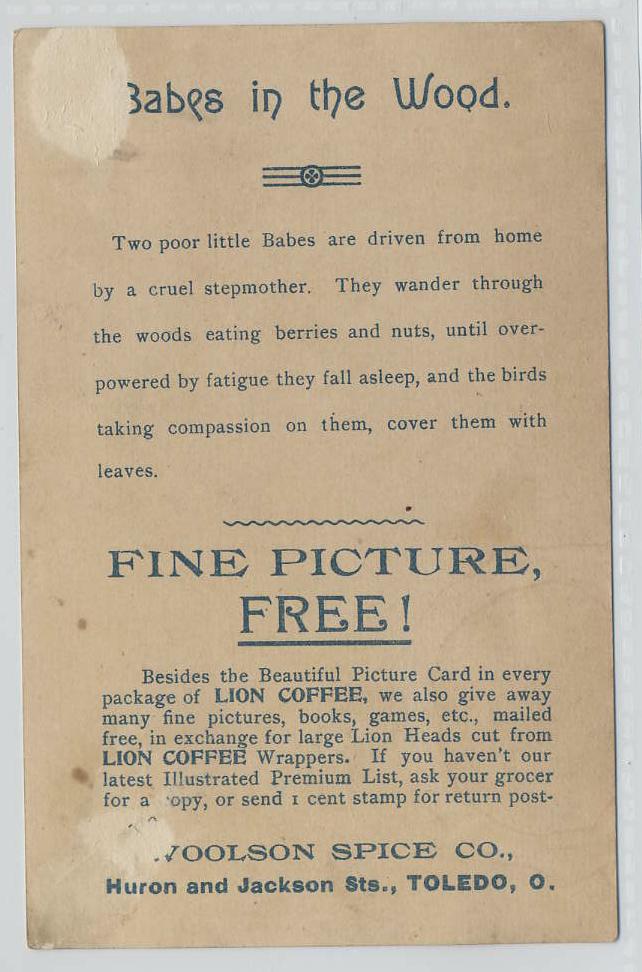 Babes in the Wood.
Two poor little Babes are driven from home
by a cruel stepmother. They wander through
the woods eating berries and nuts, until over-
powered by fatigue they fall asleep, and the birds
taking compassion on them, cover them with
leaves.
FINE PICTURE,
FREE!
Besides the Beautiful Picture Card in every
package of LION COFFEE, we also give away
many fine pictures, books, games, etc., mailed
free, in exchange for large Lion Heads cut from
LION COFFEE Wrappers. If you haven't our
latest Illustrated Premium List, ask your grocer
for a copy, or send 1 cent stamp for return post-
WOOLSON SPICE CO.,
Huron and Jackson Sts., TOLEDO, O.